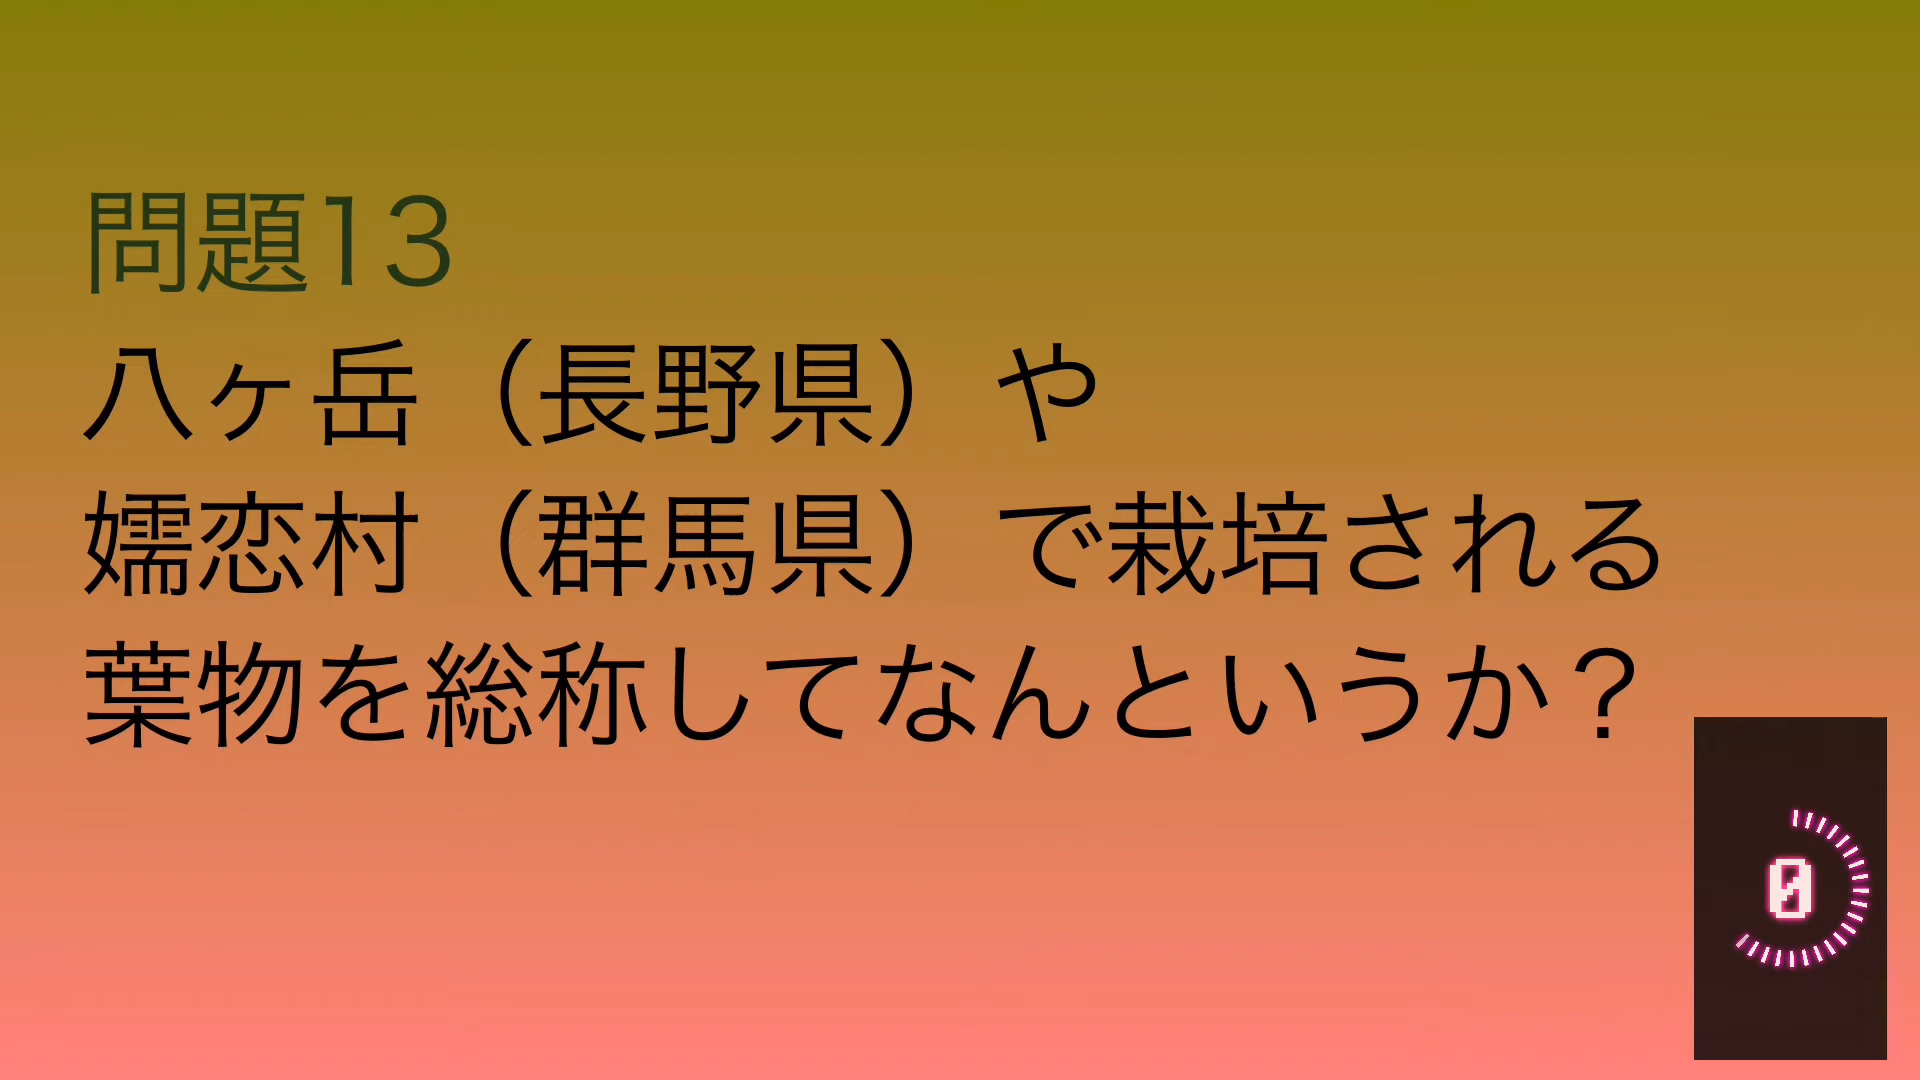 問題13
八ヶ岳（長野県）や
嬬恋村（群馬県）で栽培される
葉物を総称してなんというか？
0